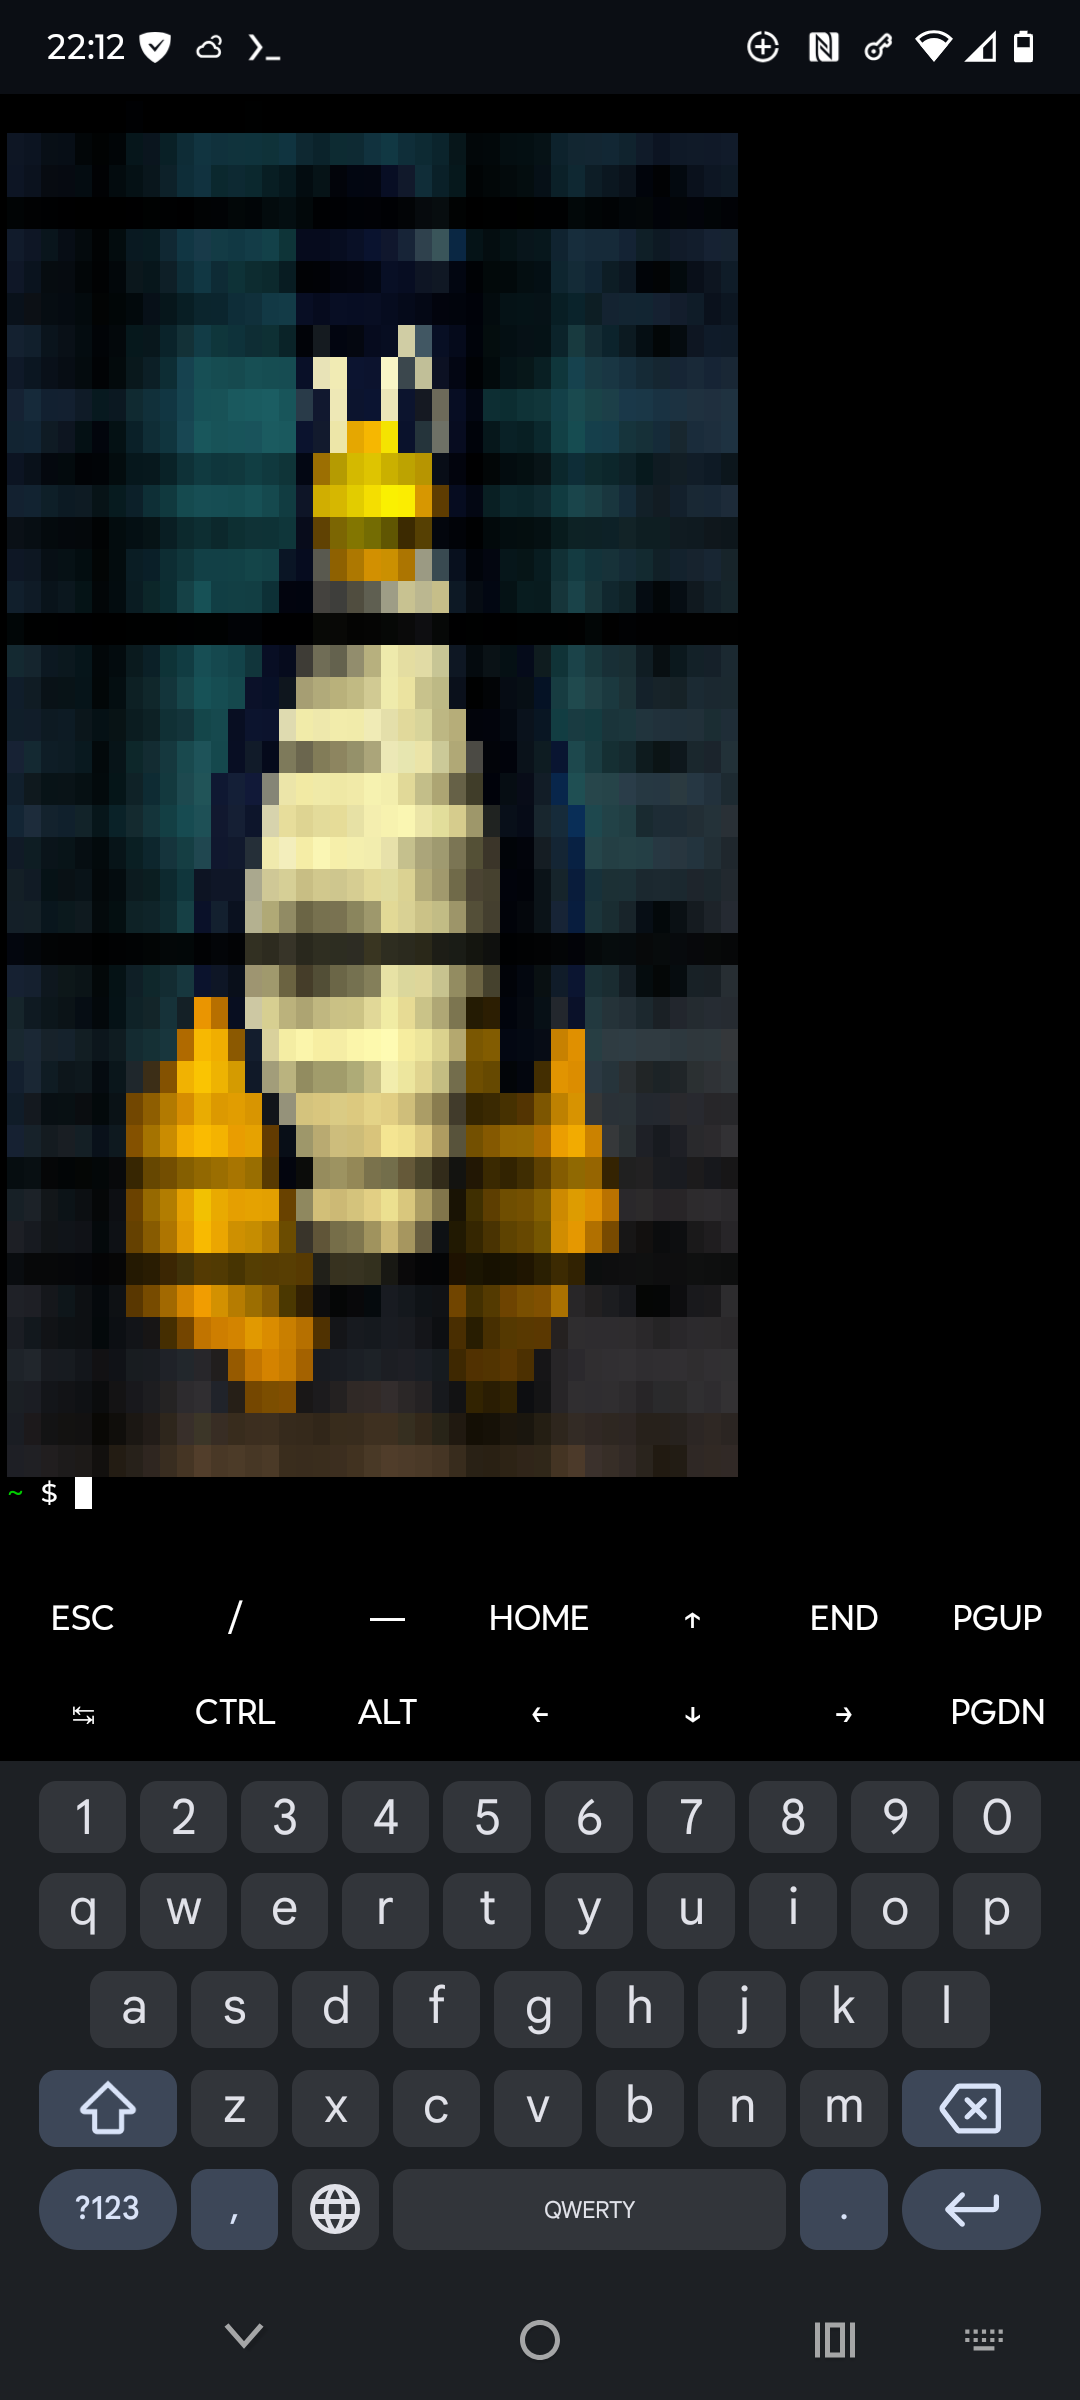 22:12
~ $
ESC / — HOME ↑ END PGUP
↹ CTRL ALT ← ↓ → PGDN
1 2 3 4 5 6 7 8 9 0
q w e r t y u i o p
a s d f g h j k l
z x c v b n m
?123 , QWERTY .